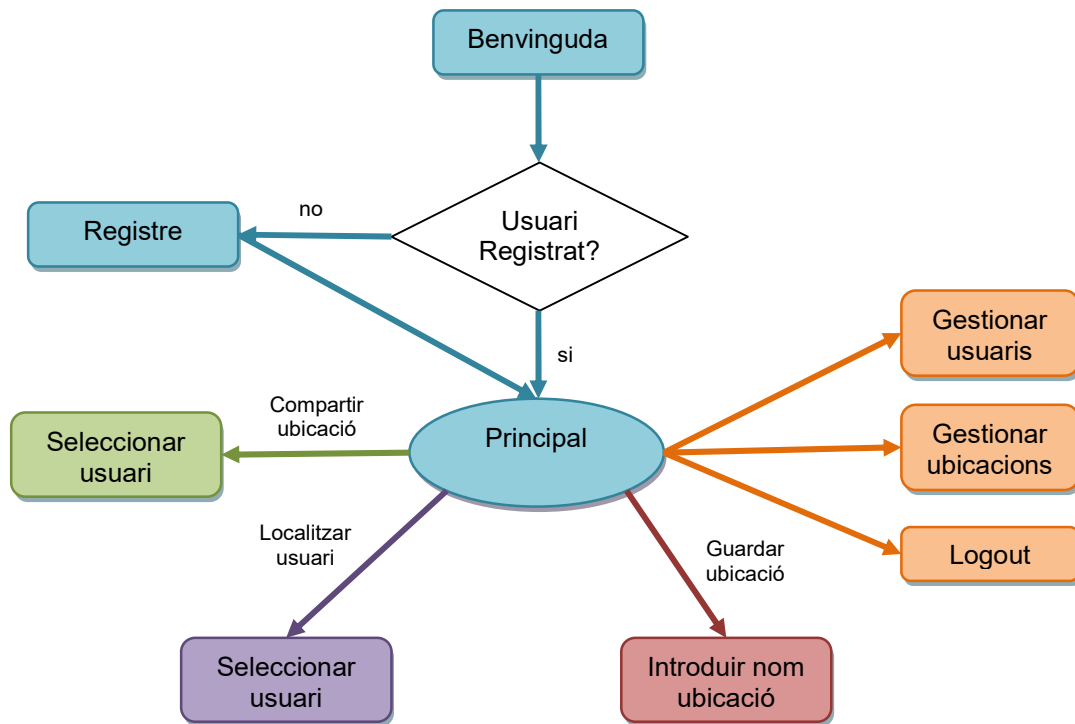 Benvinguda
no
Usuari
Registrat?
Registre
si
Gestionar
usuaris
Compartir
ubicació
Principal
Seleccionar
usuari
Gestionar
ubicacions
Localitzar
usuari
Guardar
ubicació
Logout
Seleccionar
usuari
Introduir nom
ubicació